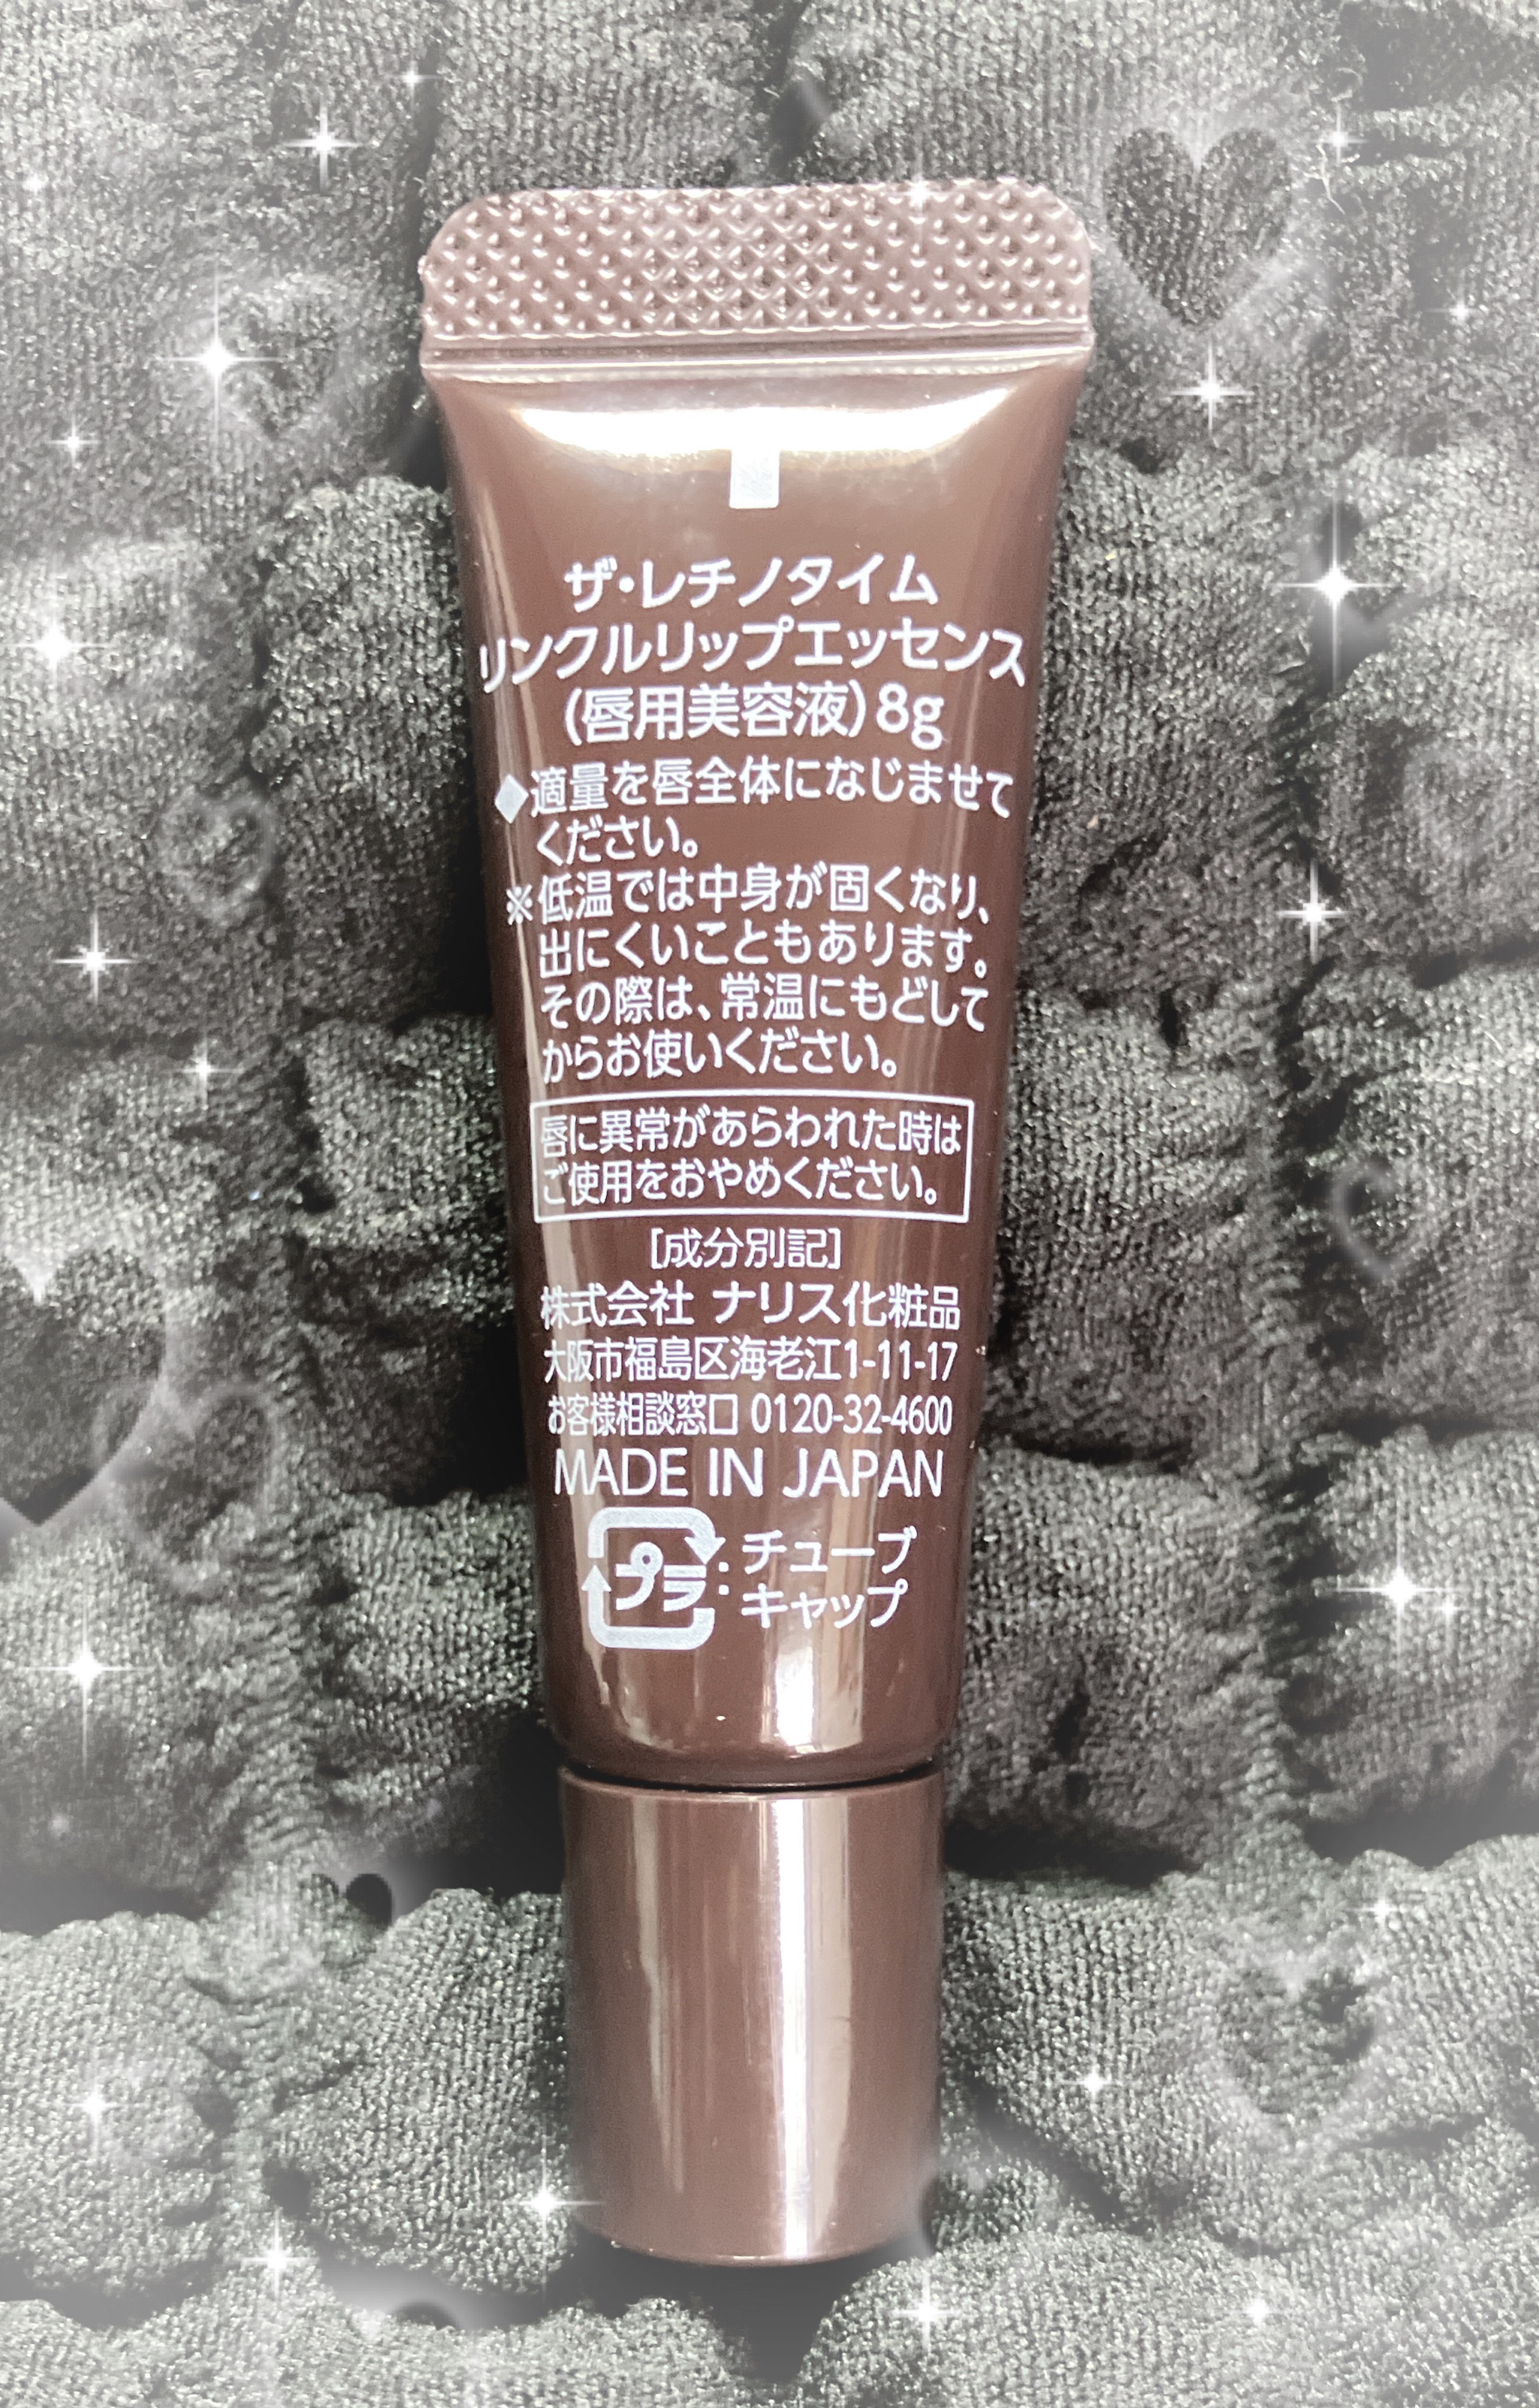 ザ・レチノタイム
リンクルリップエッセンス
(唇用美容液)8g
◆適量を唇全体になじませて
ください。
※低温では中身が固くなり、
出にくいこともあります。
その際は、常温にもどして
からお使いください。
唇に異常があらわれた時は
ご使用をおやめください。
[成分別記]
株式会社 ナリス化粧品
大阪市福島区海老江1-11-17
お客様相談窓口 0120-32-4600
MADE IN JAPAN
プラ:チューブ
:キャップ